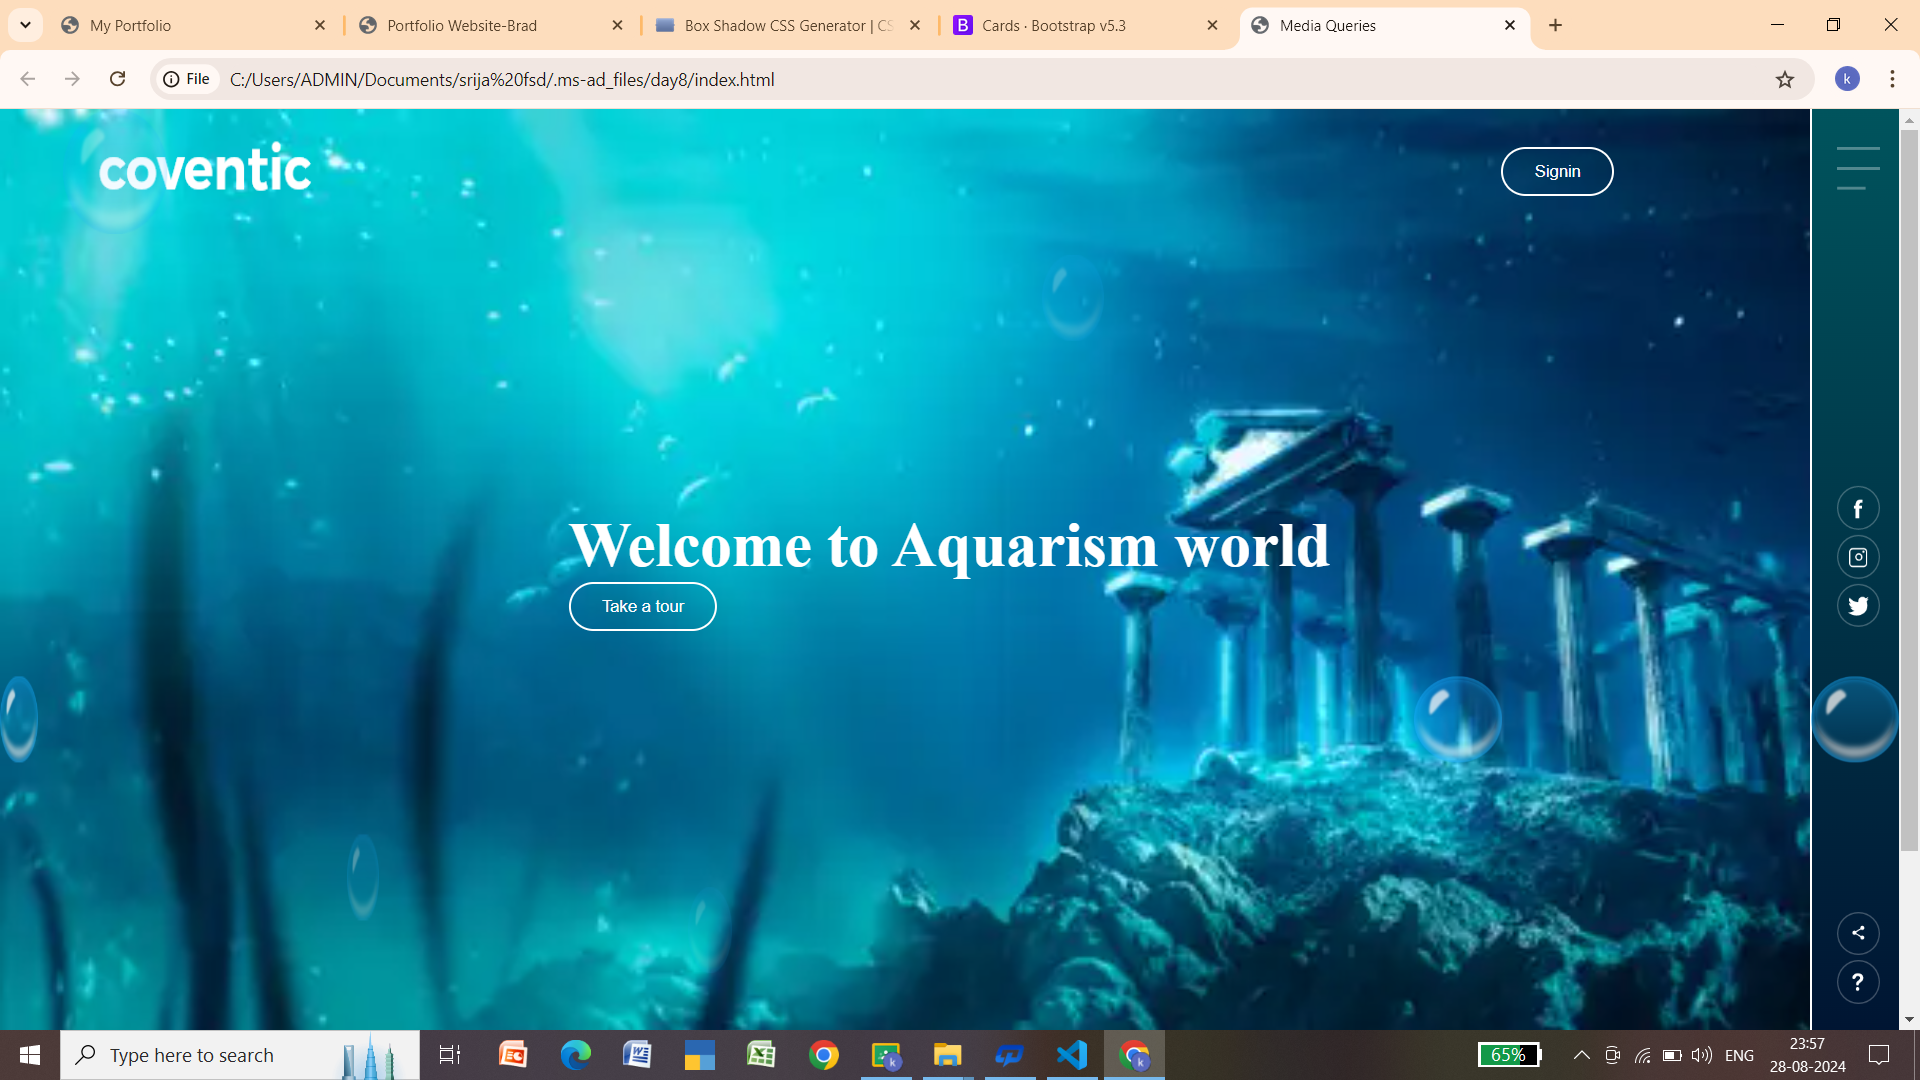 My Portfolio
Portfolio Website-Brad
Box Shadow CSS Generator | CS
B
Cards · Bootstrap v5.3
Media Queries
File
C:/Users/ADMIN/Documents/srija%20fsd/.ms-ad_files/day8/index.html
k
coventic
Signin
Welcome to Aquarism world
Take a tour
?
Type here to search
65%
ENG
23:57
28-08-2024